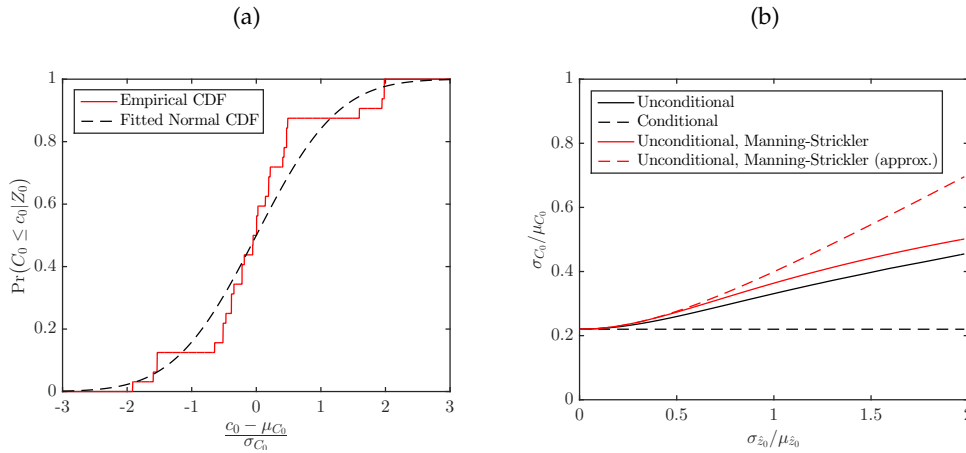 (a)
Pr(C₀ ≤ c₀|Z₀)
1
0.8
0.6
0.4
0.2
0
Empirical CDF
Fitted Normal CDF
-3 -2 -1 0 1 2 3
c₀ − μ_C₀
σ_C₀
(b)
σ_C₀/μ_C₀
1
0.8
0.6
0.4
0.2
0
Unconditional
Conditional
Unconditional, Manning-Strickler
Unconditional, Manning-Strickler (approx.)
0 0.5 1 1.5 2
σ_ẑ₀/μ_ẑ₀